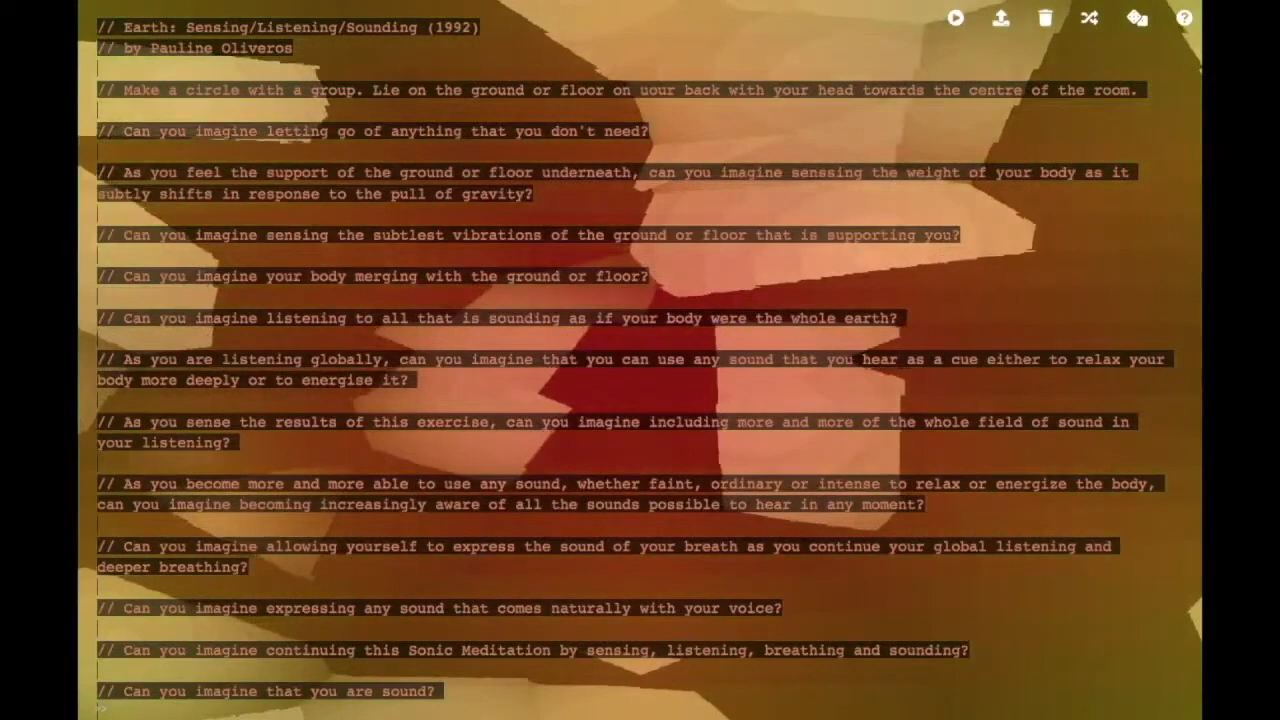 // Earth: Sensing/Listening/Sounding (1992)
// by Pauline Oliveros
// Make a circle with a group. Lie on the ground or floor on uour back with your head towards the centre of the room.
// Can you imagine letting go of anything that you don't need?
// As you feel the support of the ground or floor underneath, can you imagine senssing the weight of your body as it
subtly shifts in response to the pull of gravity?
// Can you imagine sensing the subtlest vibrations of the ground or floor that is supporting you?
// Can you imagine your body merging with the ground or floor?
// Can you imagine listening to all that is sounding as if your body were the whole earth?
// As you are listening globally, can you imagine that you can use any sound that you hear as a cue either to relax your
body more deeply or to energise it?
// As you sense the results of this exercise, can you imagine including more and more of the whole field of sound in
your listening?
// As you become more and more able to use any sound, whether faint, ordinary or intense to relax or energize the body,
can you imagine becoming increasingly aware of all the sounds possible to hear in any moment?
// Can you imagine allowing yourself to express the sound of your breath as you continue your global listening and
deeper breathing?
// Can you imagine expressing any sound that comes naturally with your voice?
// Can you imagine continuing this Sonic Meditation by sensing, listening, breathing and sounding?
// Can you imagine that you are sound?
>